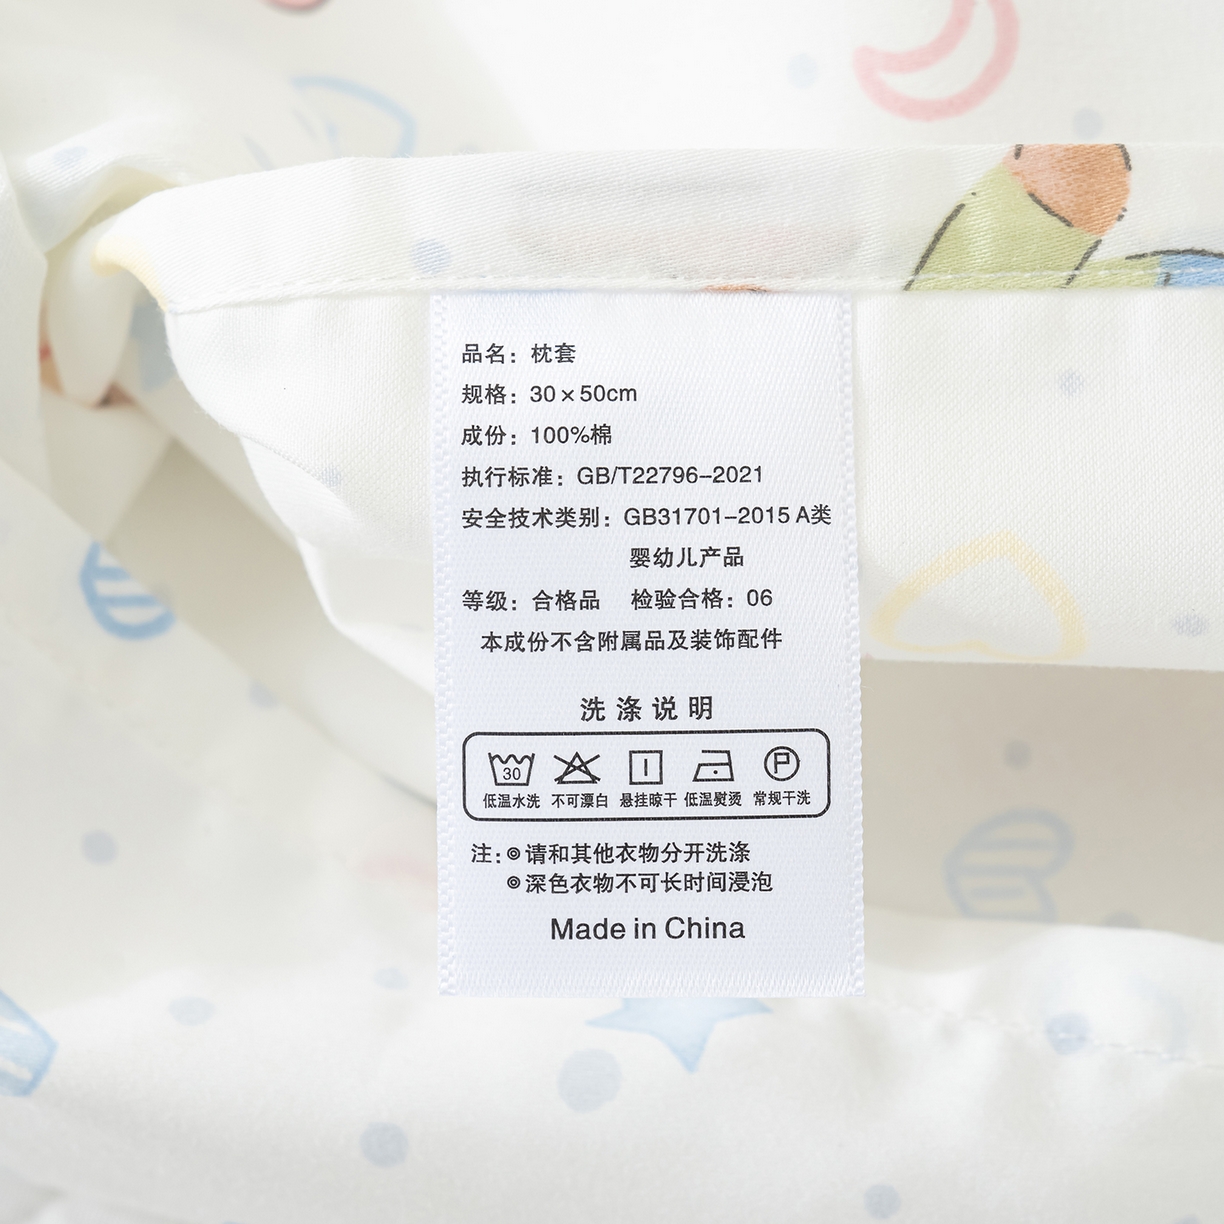 品名：枕套
规格：30×50cm
成份：100%棉
执行标准：GB/T22796-2021
安全技术类别：GB31701-2015 A类
婴幼儿产品
等级：合格品 检验合格：06
本成份不含附属品及装饰配件
洗涤说明
30 P
低温水洗 不可漂白 悬挂晾干 低温熨烫 常规干洗
注：◎请和其他衣物分开洗涤
◎深色衣物不可长时间浸泡
Made in China